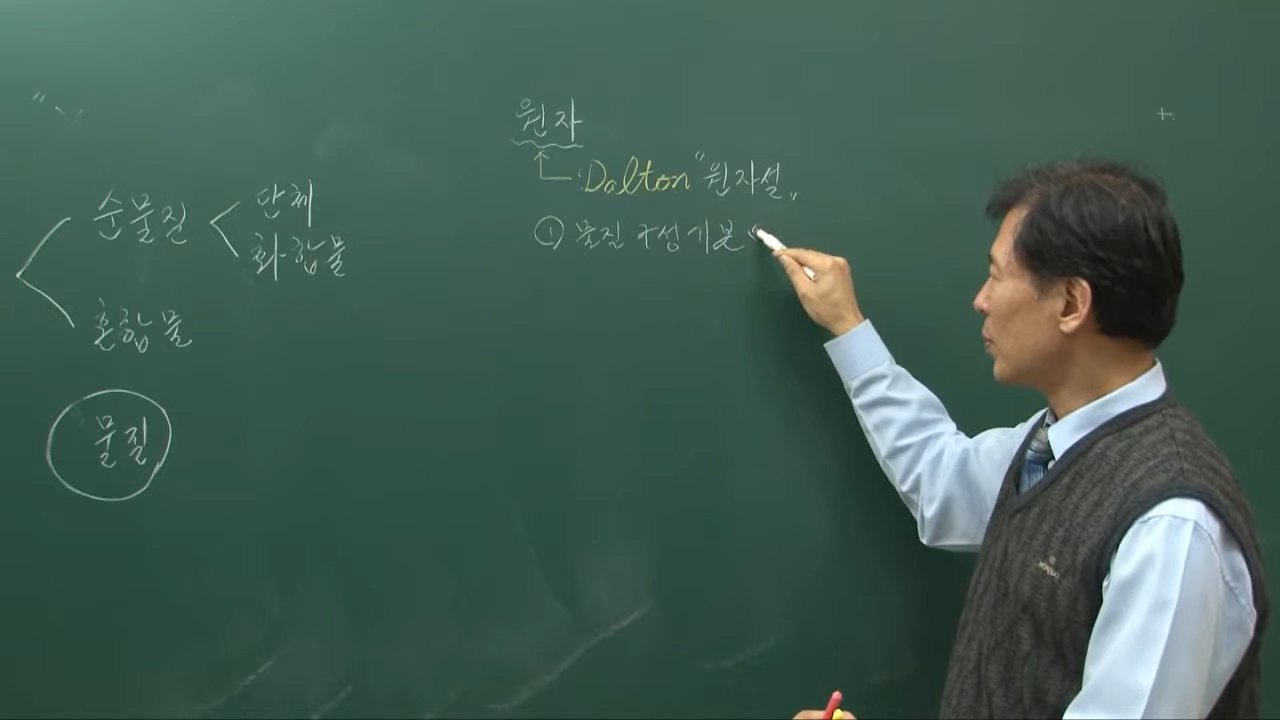 순물질
단체
화합물
혼합물
물질
원자
Dalton "원자설"
① 물질 구성 기본 "